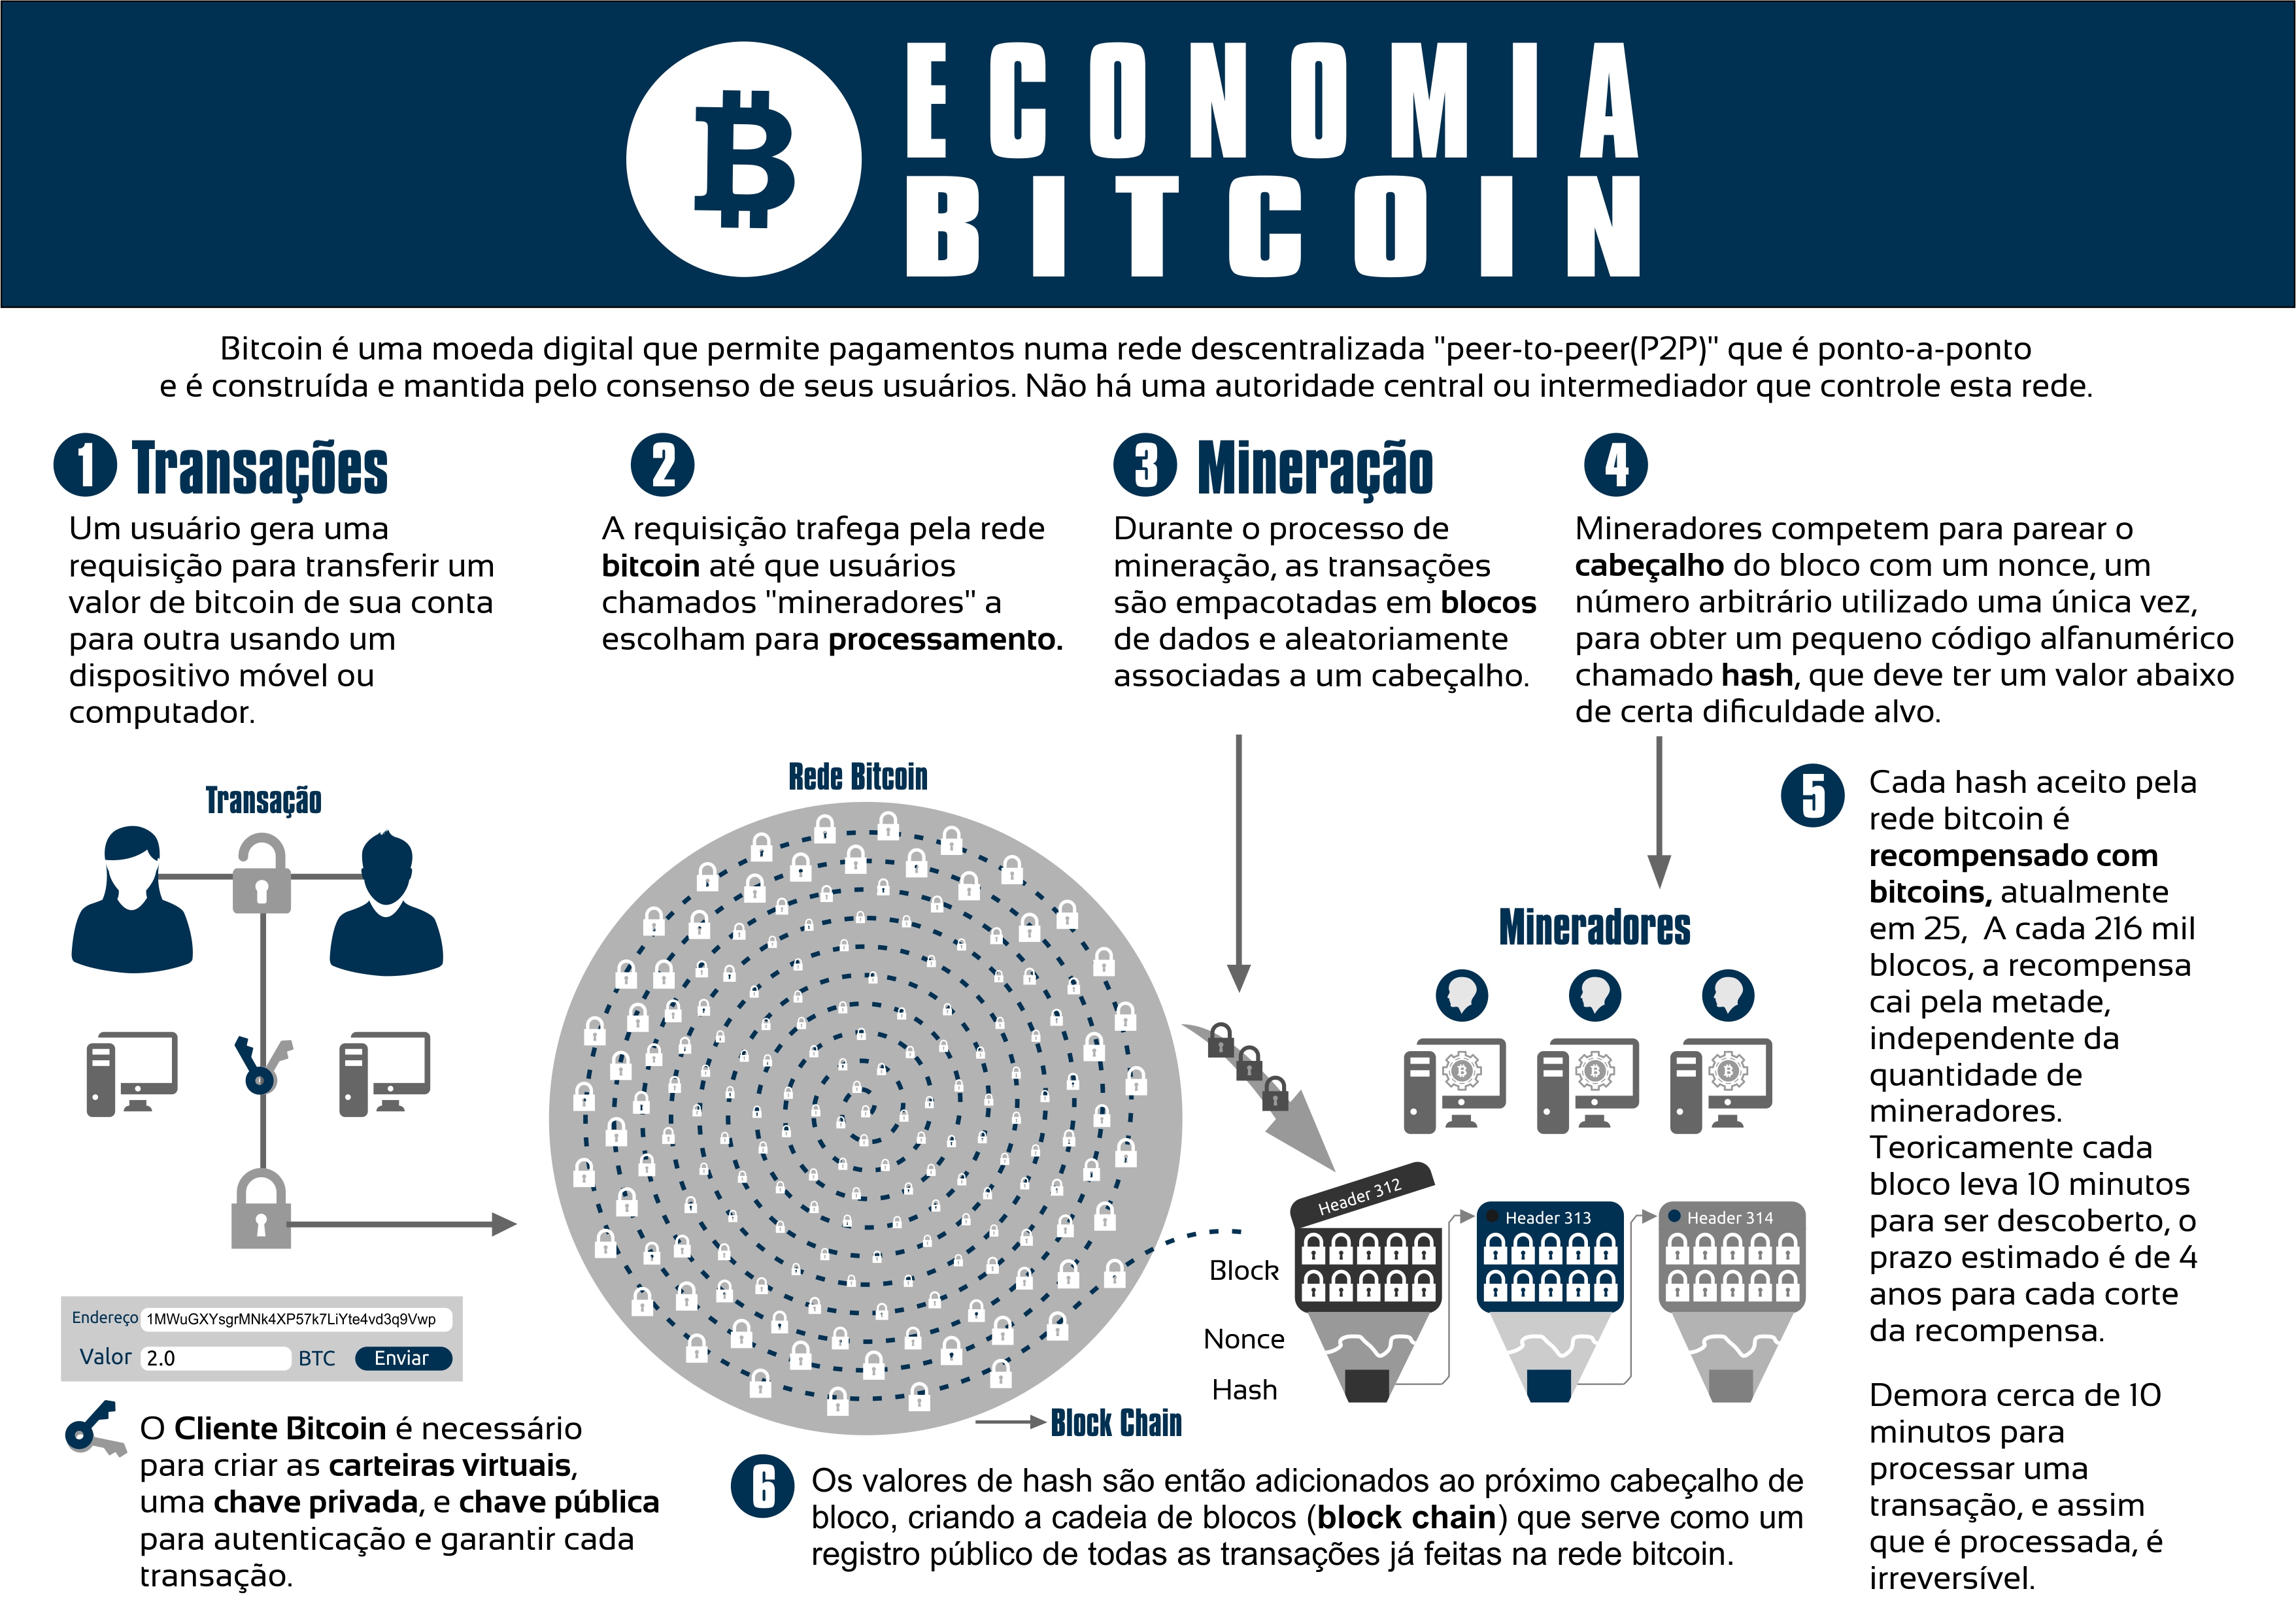 ECONOMIA
BITCOIN
Bitcoin é uma moeda digital que permite pagamentos numa rede descentralizada "peer-to-peer(P2P)" que é ponto-a-ponto
e é construída e mantida pelo consenso de seus usuários. Não há uma autoridade central ou intermediador que controle esta rede.
1 Transações
Um usuário gera uma
requisição para transferir um
valor de bitcoin de sua conta
para outra usando um
dispositivo móvel ou
computador.
2
A requisição trafega pela rede
bitcoin até que usuários
chamados "mineradores" a
escolham para processamento.
3 Mineração
Durante o processo de
mineração, as transações
são empacotadas em blocos
de dados e aleatoriamente
associadas a um cabeçalho.
4
Mineradores competem para parear o
cabeçalho do bloco com um nonce, um
número arbitrário utilizado uma única vez,
para obter um pequeno código alfanumérico
chamado hash, que deve ter um valor abaixo
de certa dificuldade alvo.
Transação
Endereço 1MWuGXYsgrMNk4XP57k7LiYte4vd3q9Vwp
Valor 2.0 BTC Enviar
O Cliente Bitcoin é necessário
para criar as carteiras virtuais,
uma chave privada, e chave pública
para autenticação e garantir cada
transação.
Rede Bitcoin
Block Chain
Mineradores
Header 312
Header 313
Header 314
Block
Nonce
Hash
5
Cada hash aceito pela
rede bitcoin é
recompensado com
bitcoins, atualmente
em 25, A cada 216 mil
blocos, a recompensa
cai pela metade,
independente da
quantidade de
mineradores.
Teoricamente cada
bloco leva 10 minutos
para ser descoberto, o
prazo estimado é de 4
anos para cada corte
da recompensa.
Demora cerca de 10
minutos para
processar uma
transação, e assim
que é processada, é
irreversível.
6
Os valores de hash são então adicionados ao próximo cabeçalho de
bloco, criando a cadeia de blocos (block chain) que serve como um
registro público de todas as transações já feitas na rede bitcoin.